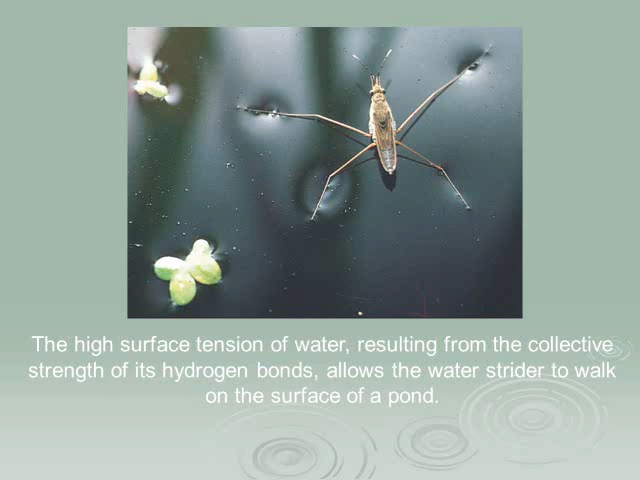 The high surface tension of water, resulting from the collective
strength of its hydrogen bonds, allows the water strider to walk
on the surface of a pond.